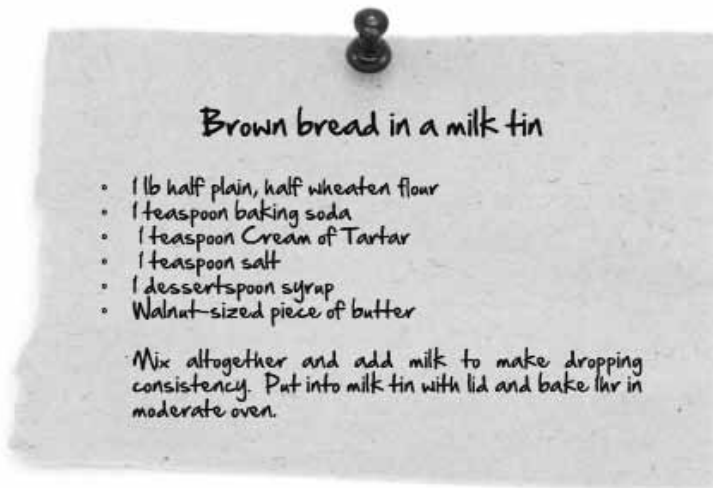 Brown bread in a milk tin
• 1 lb half plain, half wheaten flour
• 1 teaspoon baking soda
• 1 teaspoon Cream of Tartar
• 1 teaspoon salt
• 1 dessertspoon syrup
• Walnut-sized piece of butter
Mix altogether and add milk to make dropping
consistency. Put into milk tin with lid and bake 1hr in
moderate oven.